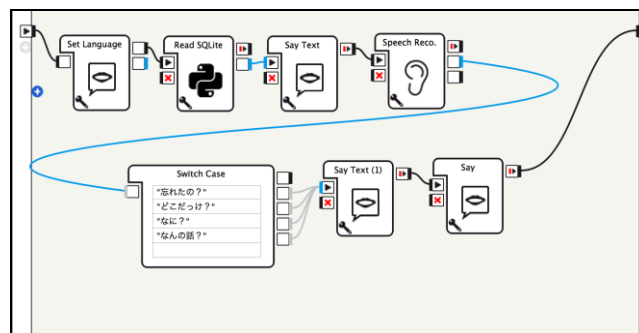 Set Language
Read SQLite
Say Text
Speech Reco.
Switch Case
"忘れたの？"
"どこだっけ？"
"なに？"
"なんの話？"
Say Text (1)
Say